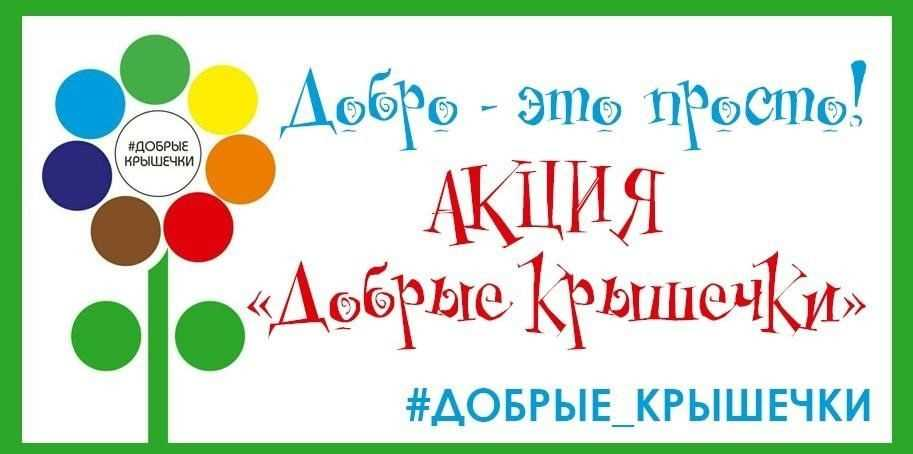 #ДОБРЫЕ
КРЫШЕЧКИ
Добро - это просто!
АКЦИЯ
«Добрые Крышечки»
#ДОБРЫЕ_КРЫШЕЧКИ